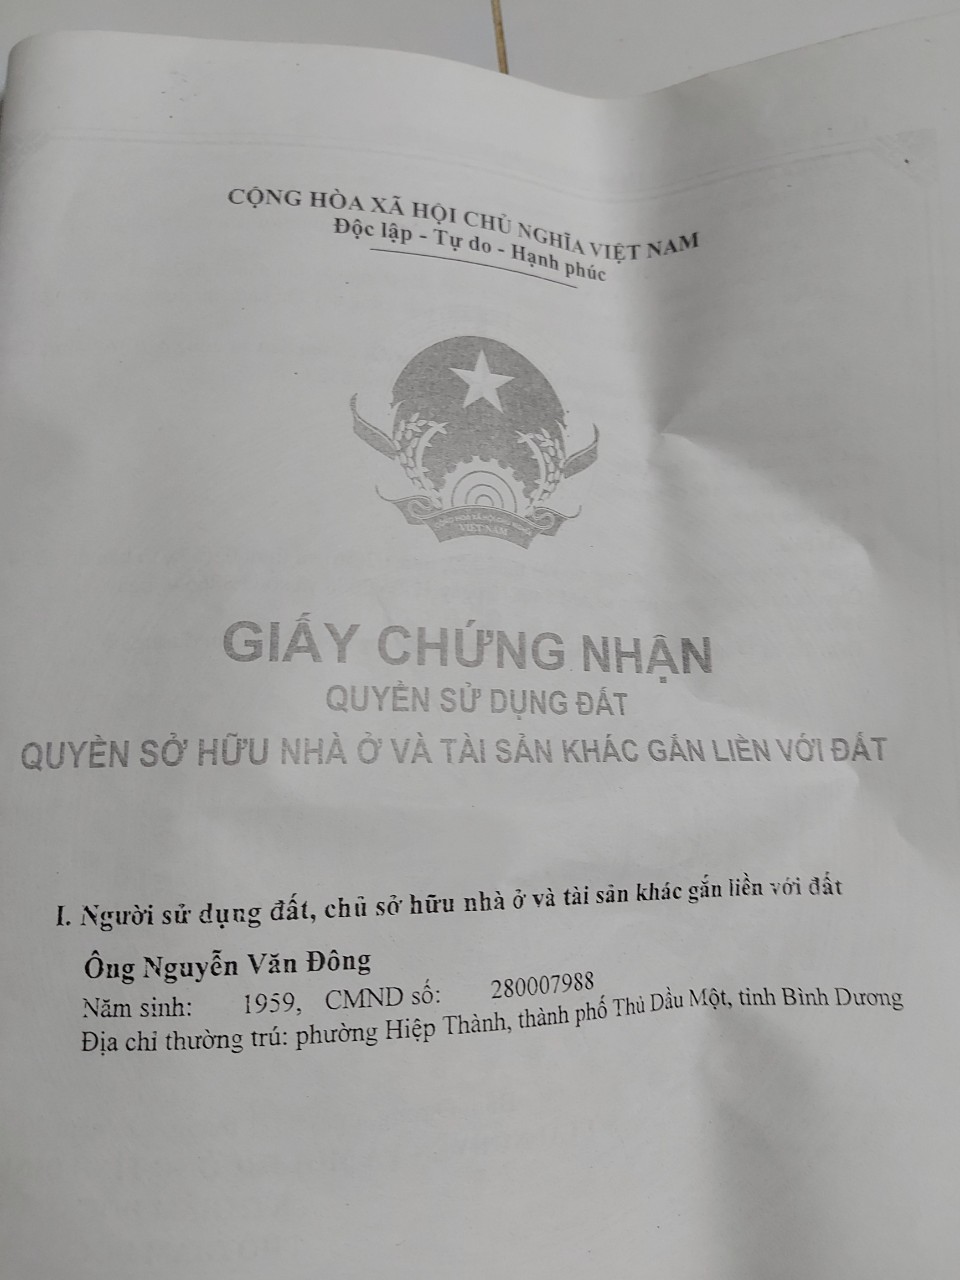 CỘNG HÒA XÃ HỘI CHỦ NGHĨA VIỆT NAM
Độc lập - Tự do - Hạnh phúc
VIỆT NAM
GIẤY CHỨNG NHẬN
QUYỀN SỬ DỤNG ĐẤT
QUYỀN SỞ HỮU NHÀ Ở VÀ TÀI SẢN KHÁC GẮN LIỀN VỚI ĐẤT
I. Người sử dụng đất, chủ sở hữu nhà ở và tài sản khác gắn liền với đất
Ông Nguyễn Văn Đông
Năm sinh: 1959, CMND số: 280007988
Địa chỉ thường trú: phường Hiệp Thành, thành phố Thủ Dầu Một, tỉnh Bình Dương